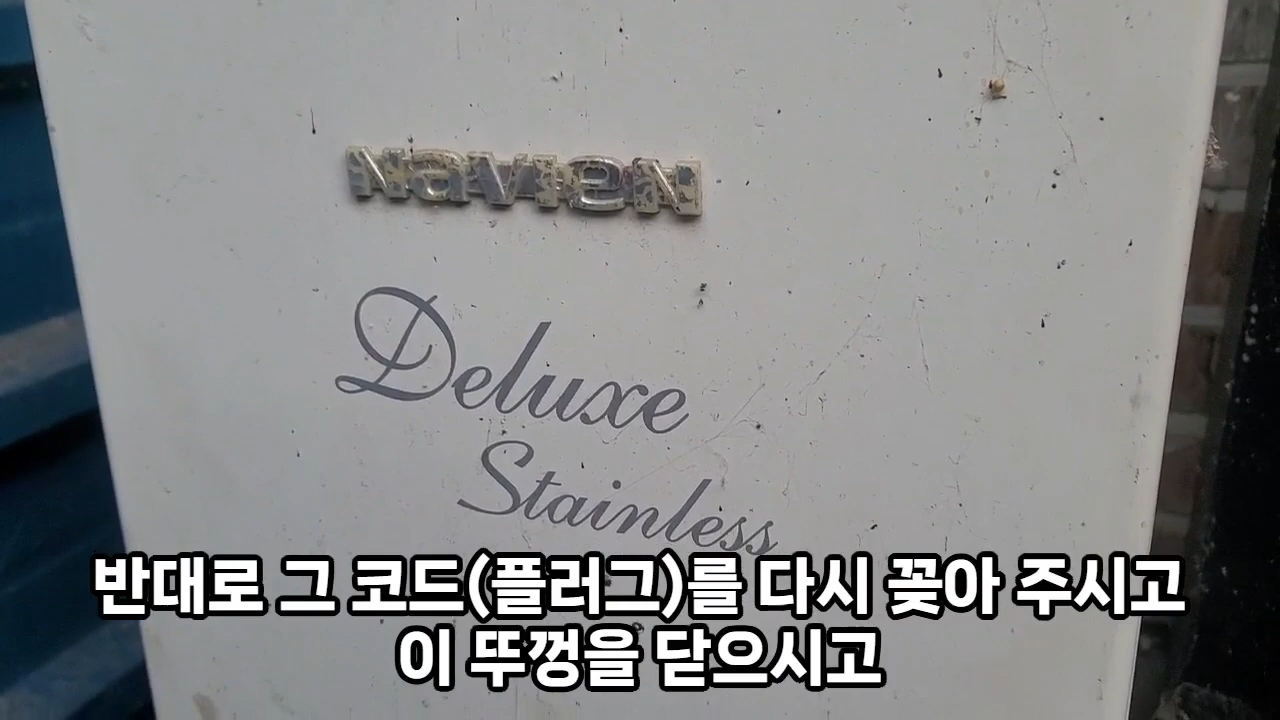 NaviEN
Deluxe
Stainless
반대로 그 코드(플러그)를 다시 꽂아 주시고
이 뚜껑을 닫으시고